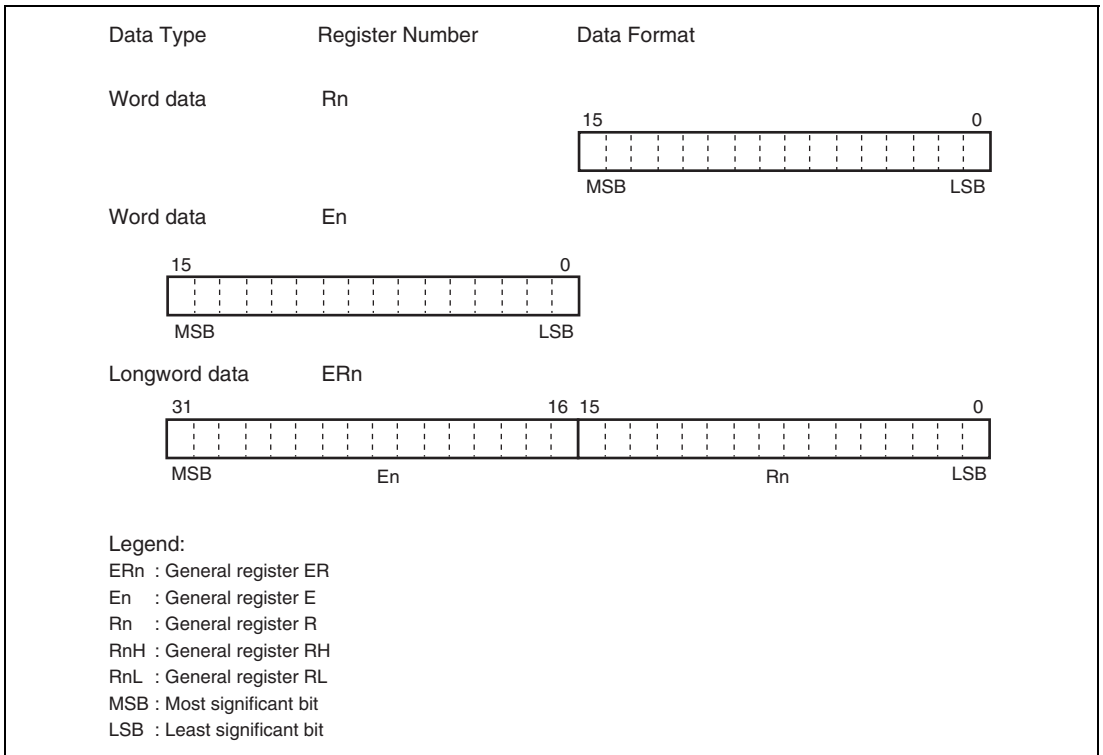 Data Type Register Number Data Format
Word data Rn
15 0
MSB LSB
Word data En
15 0
MSB LSB
Longword data ERn
31 16 15 0
MSB En Rn LSB
Legend:
ERn : General register ER
En : General register E
Rn : General register R
RnH : General register RH
RnL : General register RL
MSB : Most significant bit
LSB : Least significant bit